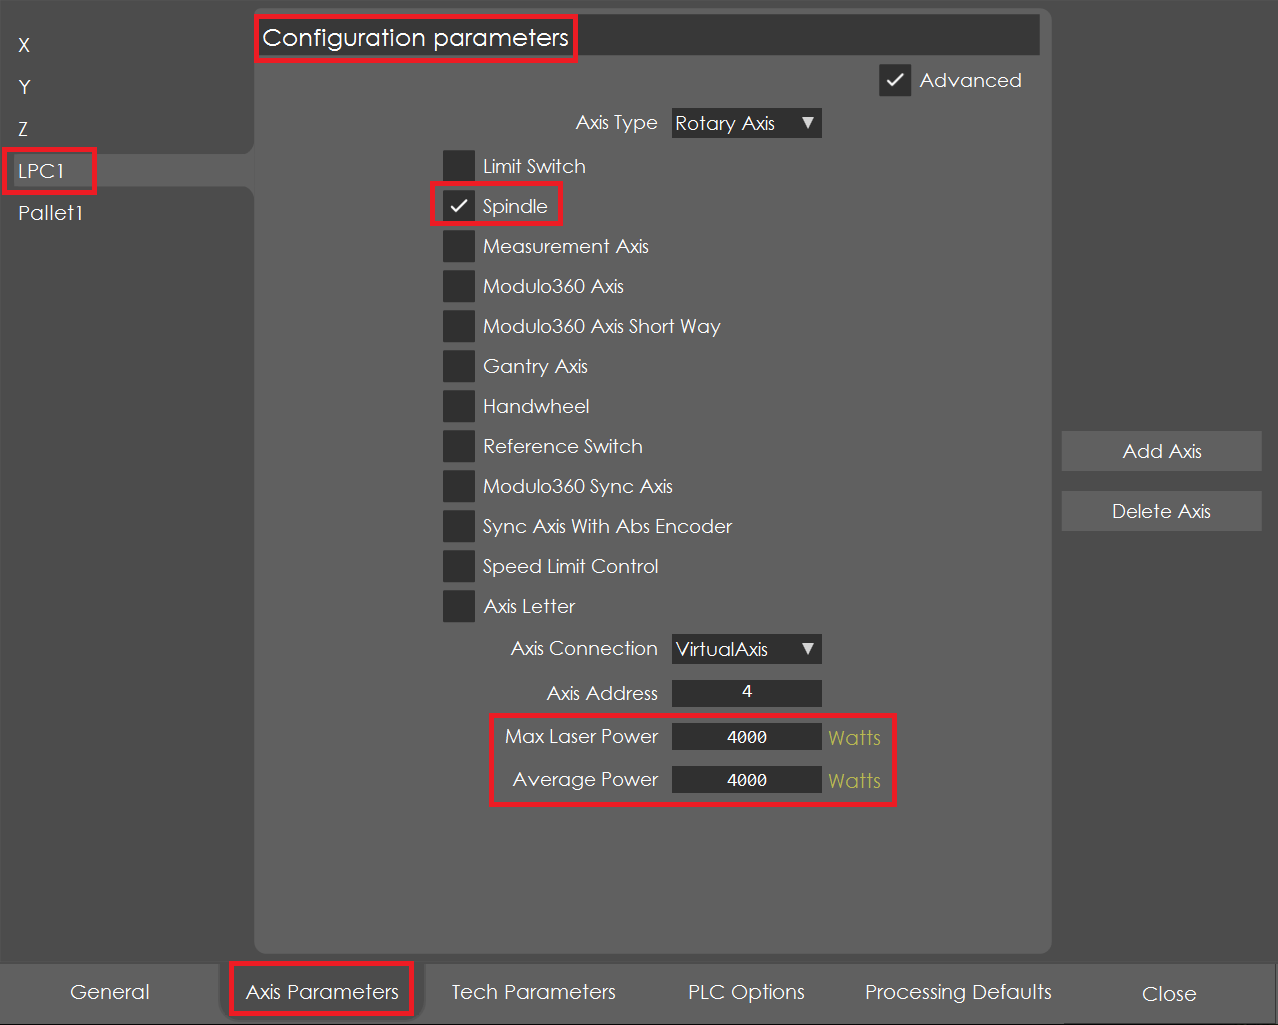 X
Y
Z
LPC1
Pallet1
Configuration parameters
Advanced
Axis Type Rotary Axis
Limit Switch
Spindle
Measurement Axis
Modulo360 Axis
Modulo360 Axis Short Way
Gantry Axis
Handwheel
Reference Switch
Modulo360 Sync Axis
Sync Axis With Abs Encoder
Speed Limit Control
Axis Letter
Axis Connection VirtualAxis
Axis Address 4
Max Laser Power 4000 Watts
Average Power 4000 Watts
Add Axis
Delete Axis
General Axis Parameters Tech Parameters PLC Options Processing Defaults Close